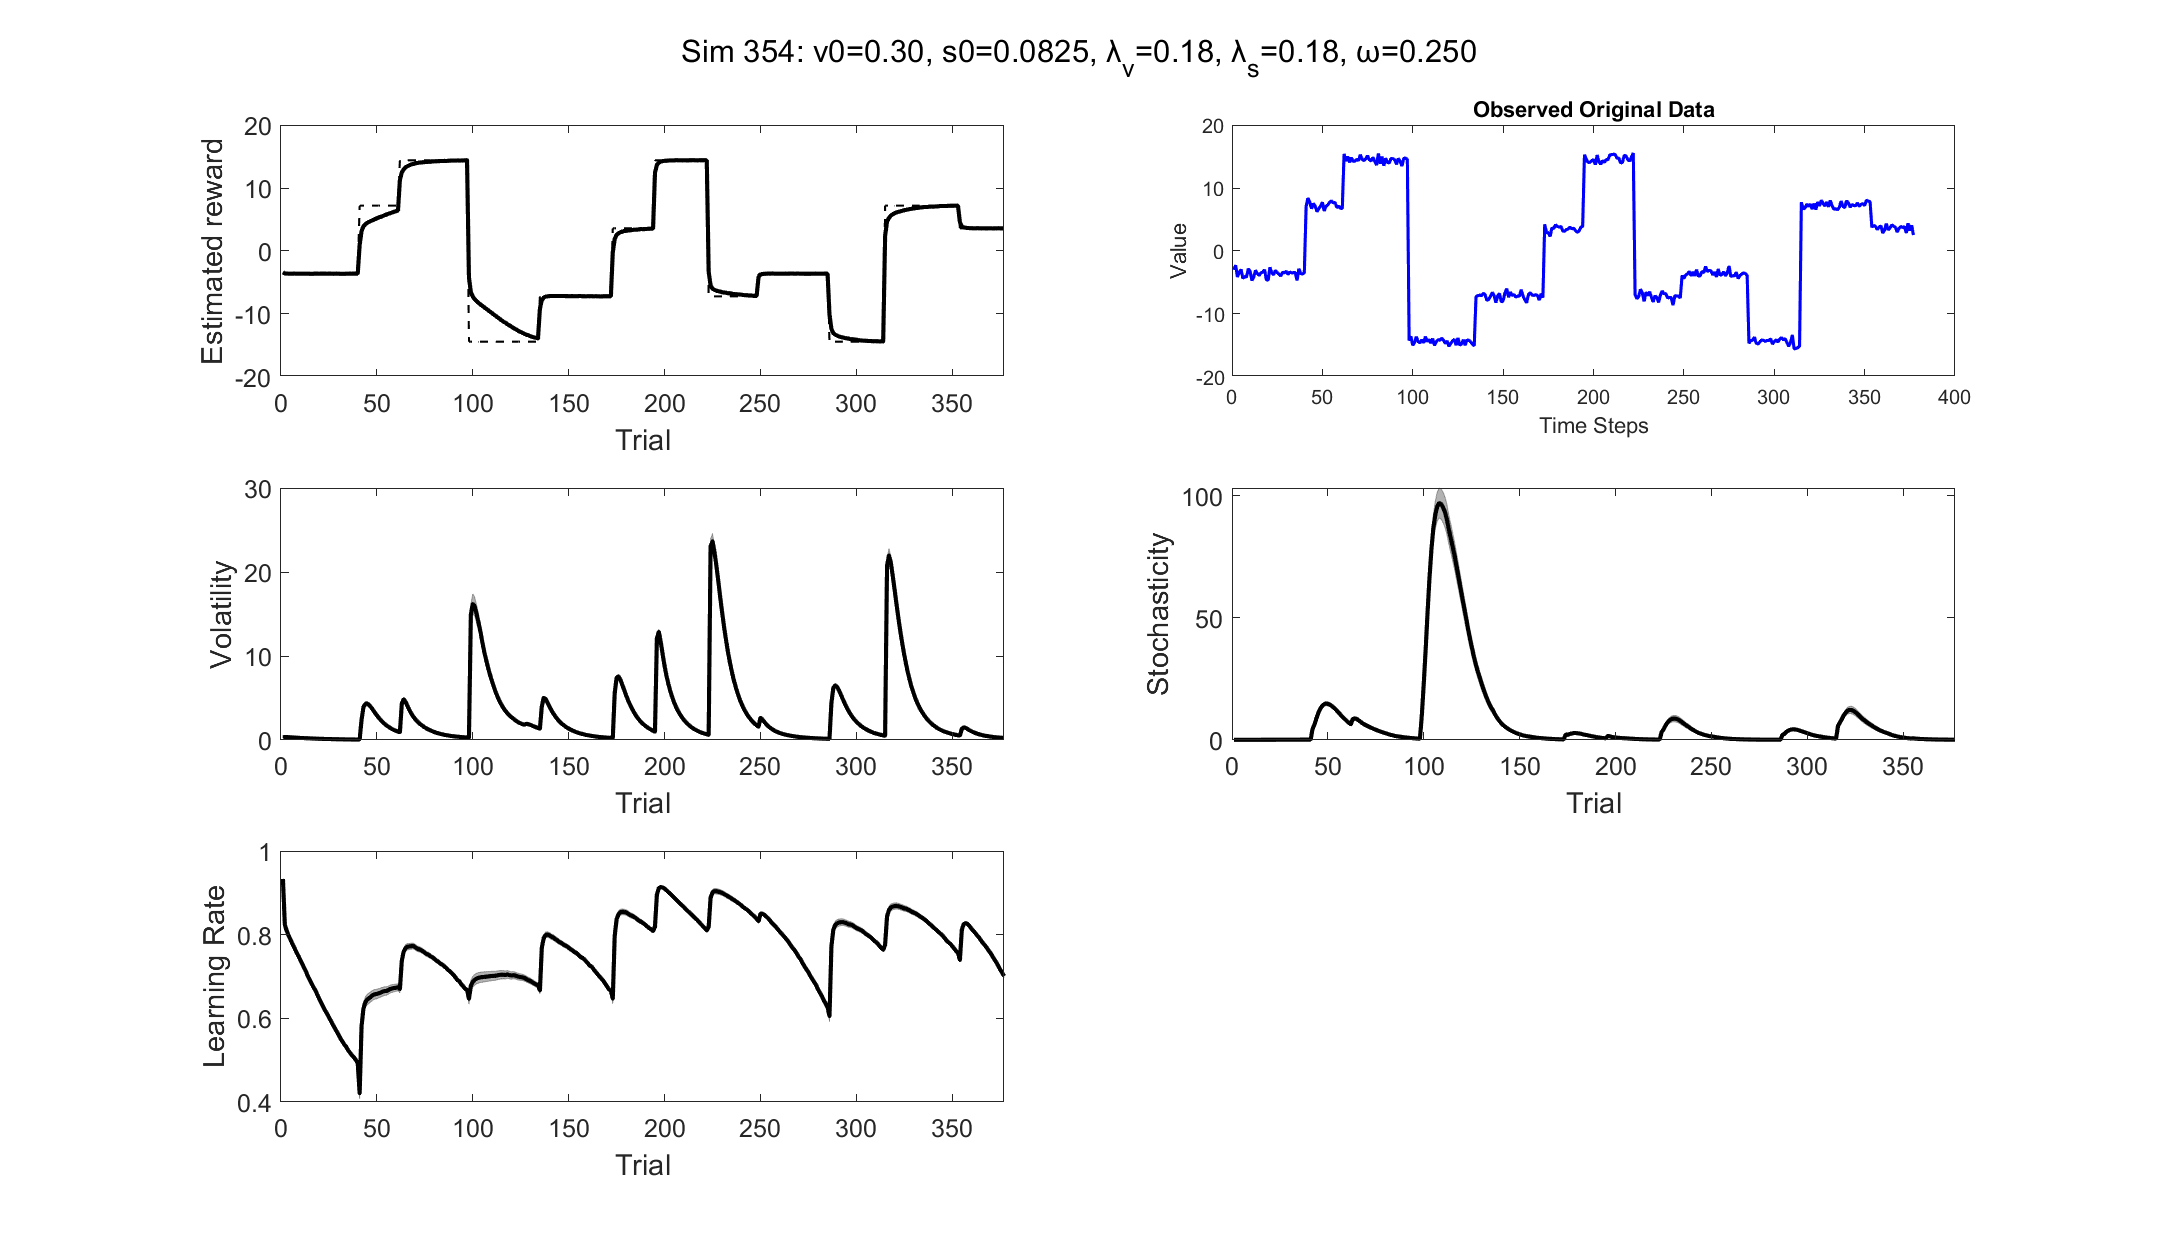 Sim 354: v0=0.30, s0=0.0825, λv=0.18, λs=0.18, ω=0.250
Estimated reward
20
10
0
-10
-20
0 50 100 150 200 250 300 350
Trial
Observed Original Data
Value
20
10
0
-10
-20
0 50 100 150 200 250 300 350 400
Time Steps
Volatility
30
20
10
0
0 50 100 150 200 250 300 350
Trial
Stochasticity
100
50
0
0 50 100 150 200 250 300 350
Trial
Learning Rate
1
0.8
0.6
0.4
0 50 100 150 200 250 300 350
Trial